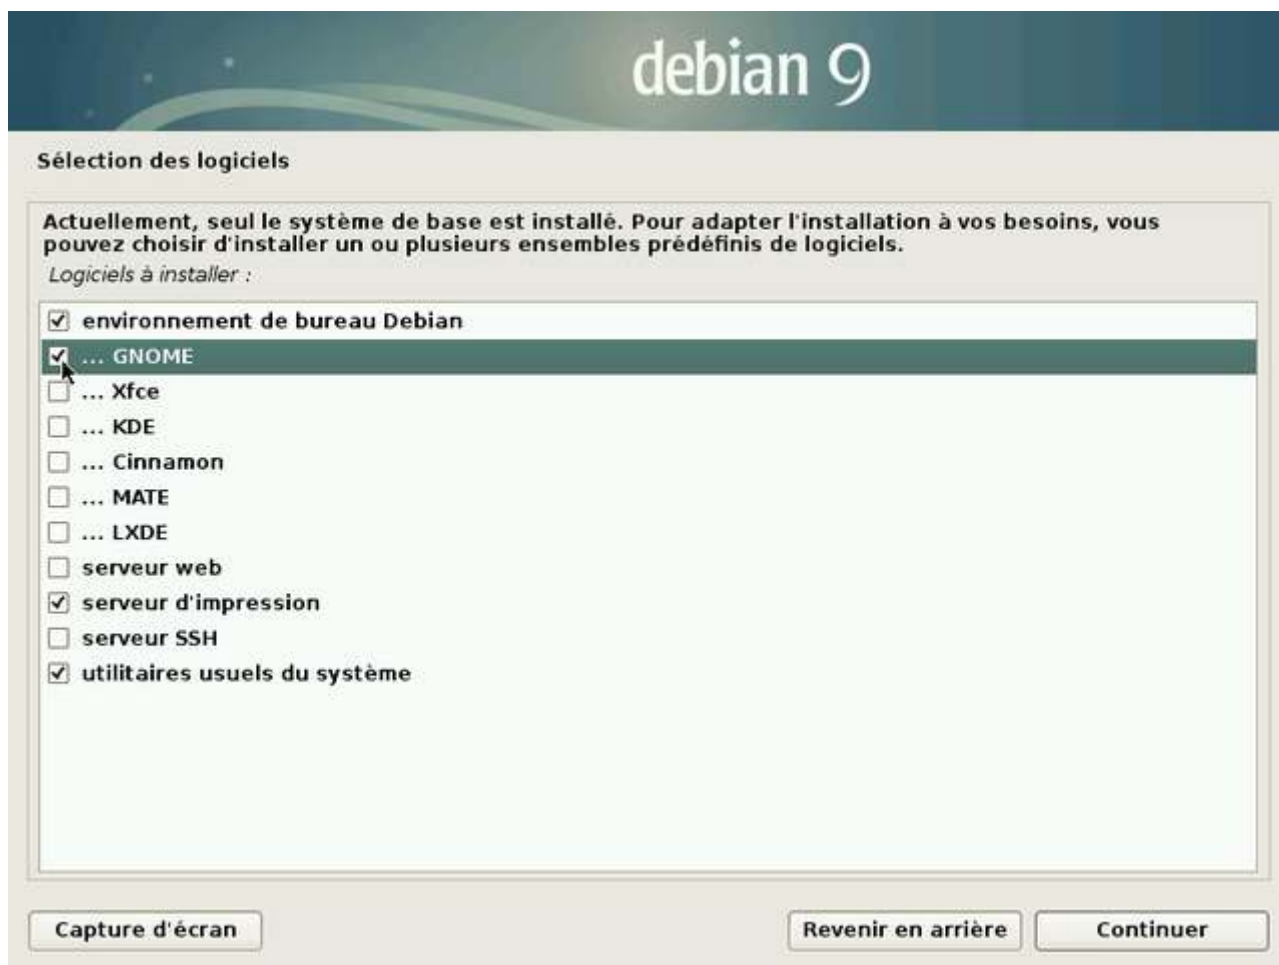 debian 9
Sélection des logiciels
Actuellement, seul le système de base est installé. Pour adapter l'installation à vos besoins, vous
pouvez choisir d'installer un ou plusieurs ensembles prédéfinis de logiciels.
Logiciels à installer :
environnement de bureau Debian
... GNOME
... Xfce
... KDE
... Cinnamon
... MATE
... LXDE
serveur web
serveur d'impression
serveur SSH
utilitaires usuels du système
Capture d'écran
Revenir en arrière
Continuer